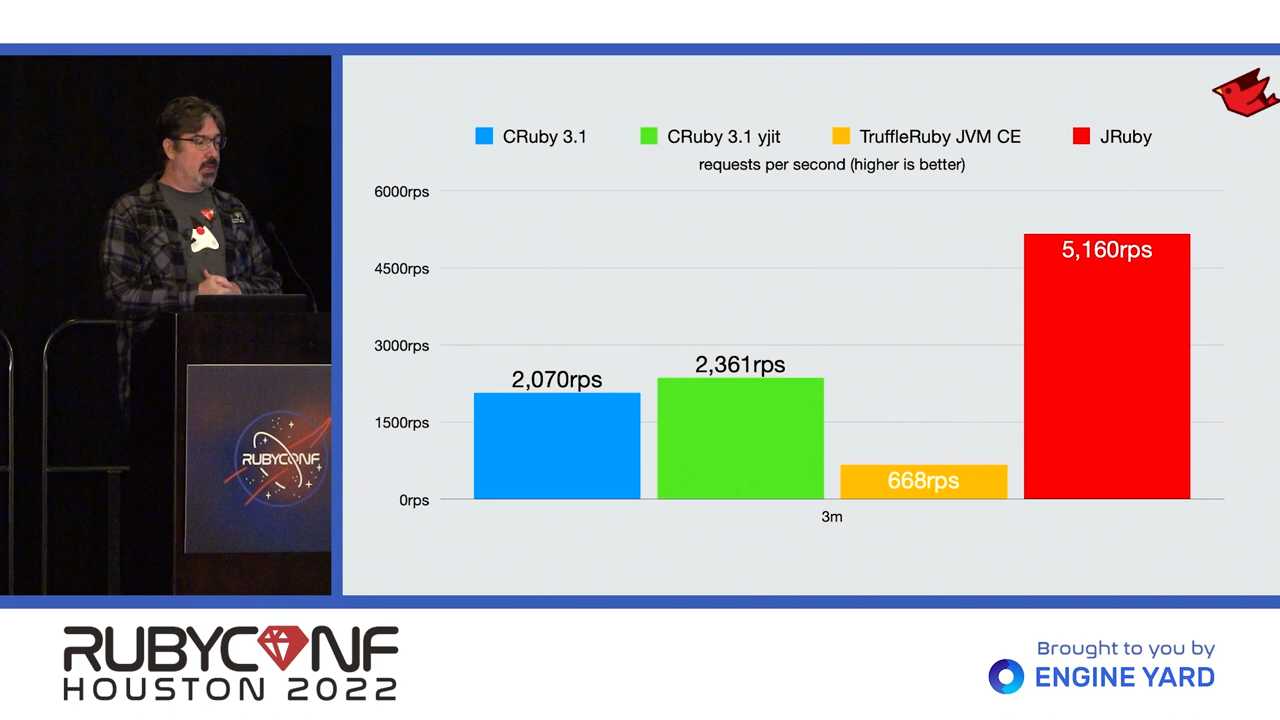 CRuby 3.1
CRuby 3.1 yjit
TruffleRuby JVM CE
JRuby
requests per second (higher is better)
6000rps
4500rps
3000rps
1500rps
0rps
2,070rps
2,361rps
668rps
5,160rps
3m
RUBYCONF
RUBYCONF
HOUSTON 2022
Brought to you by
ENGINE YARD